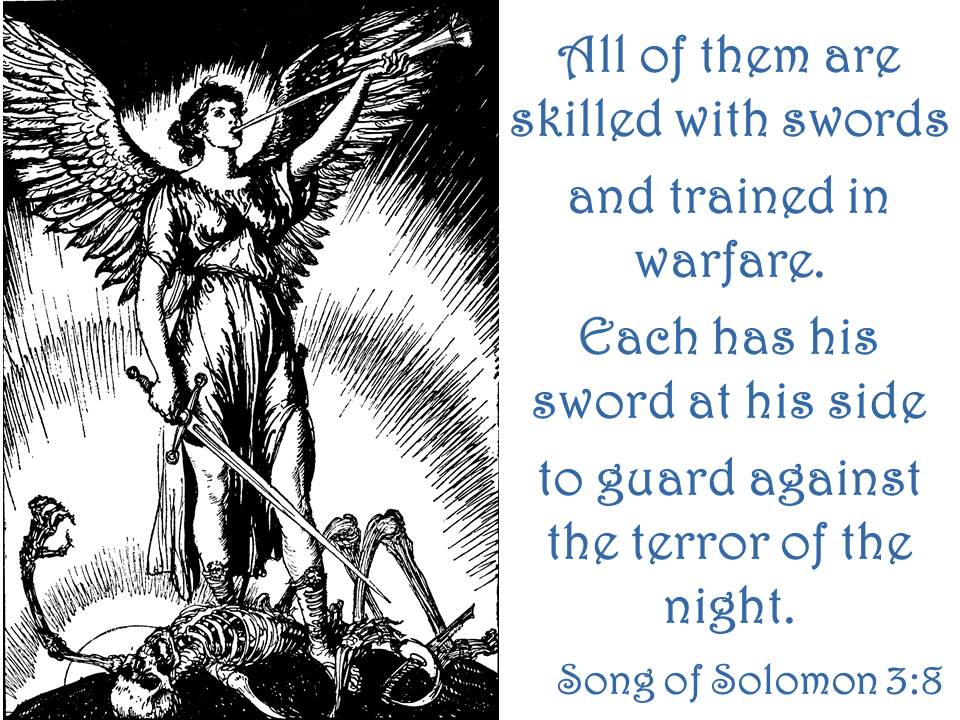 All of them are
skilled with swords
and trained in
warfare.
Each has his
sword at his side
to guard against
the terror of the
night.
Song of Solomon 3:8